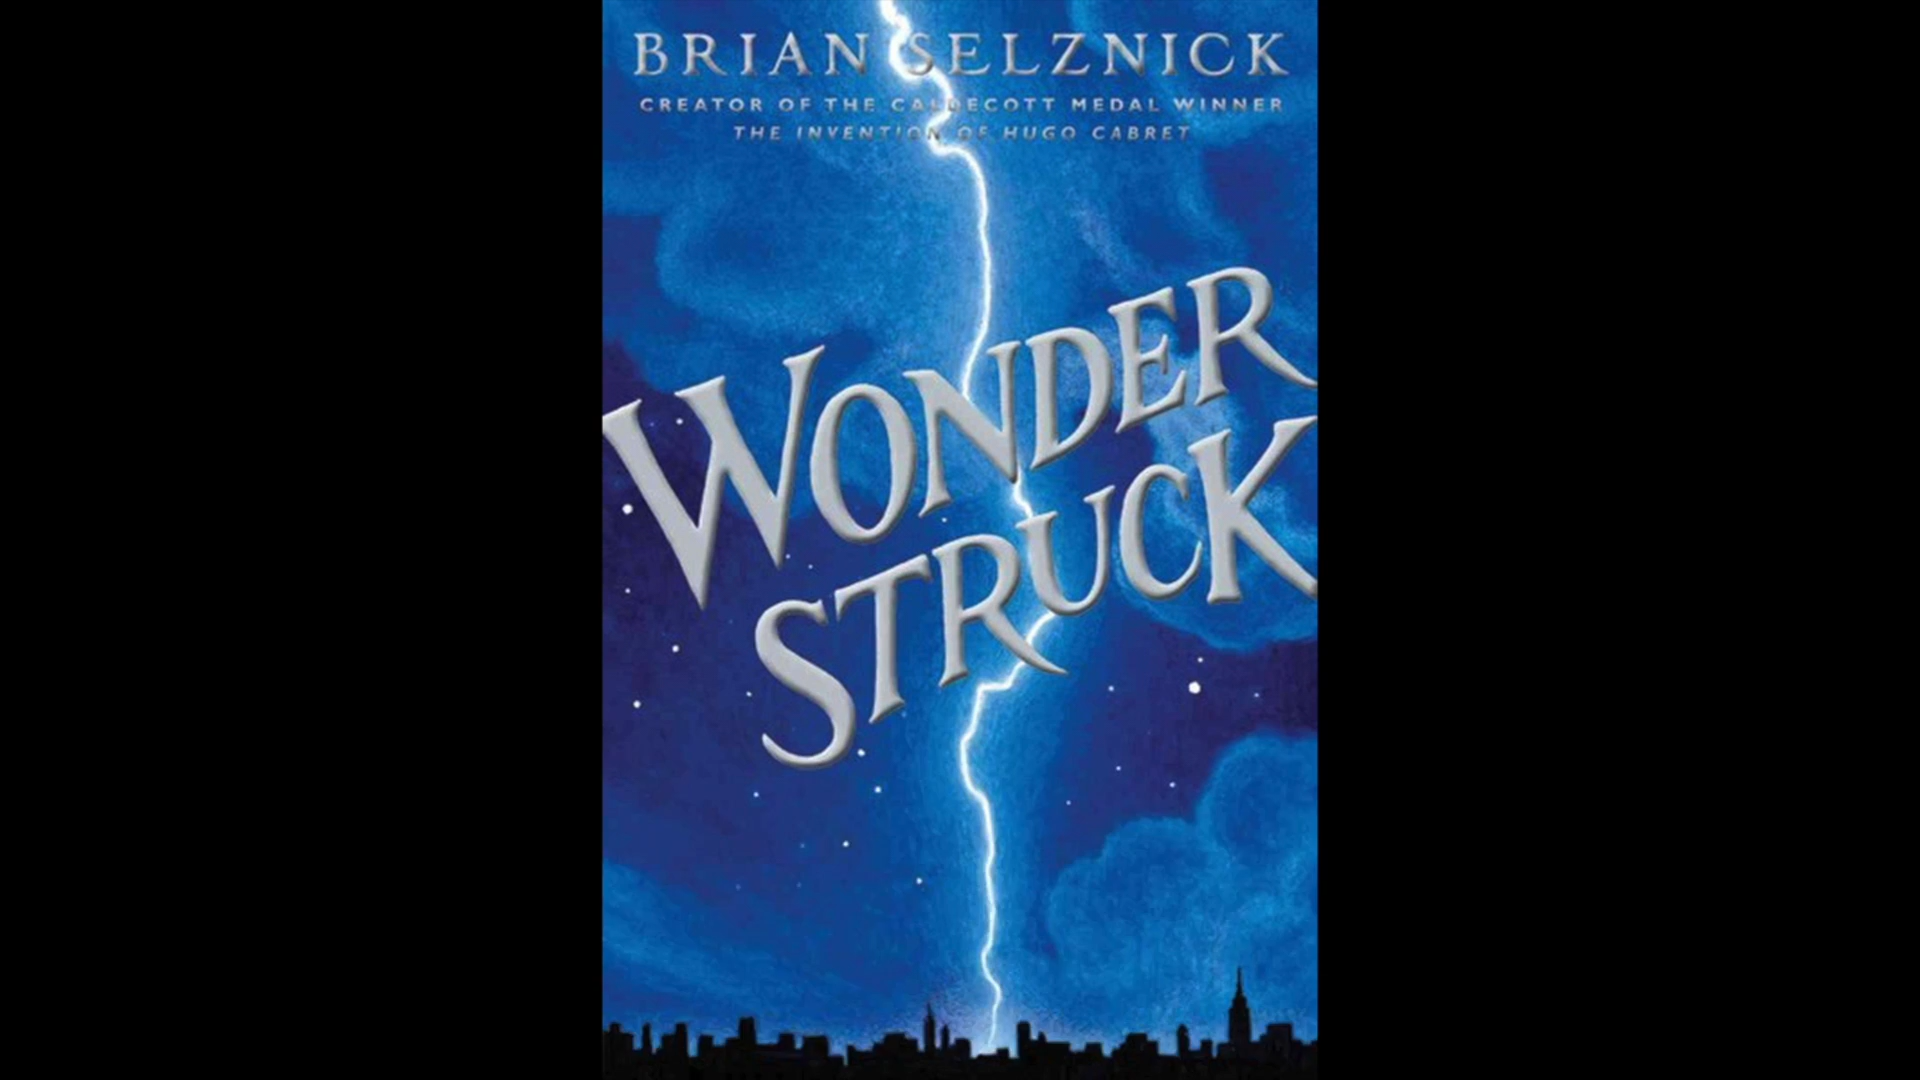 BRIAN SELZNICK
CREATOR OF THE CALDECOTT MEDAL WINNER
THE INVENTION OF HUGO CABRET
WONDER
STRUCK